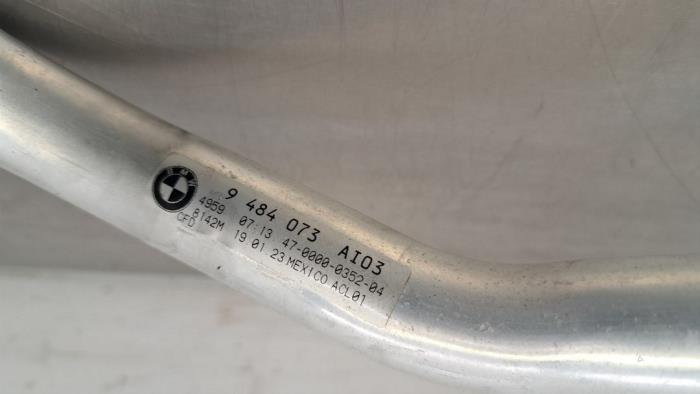 BMW
9 484 073 AI03
4959 07:13 47-0000-0352-04
8142M 19 01 23 MEXICO ACL01
CFD